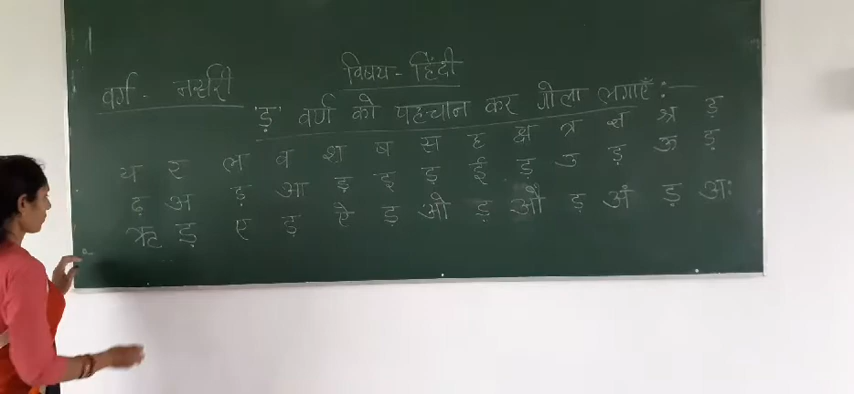 विषय - हिंदी
वर्ग - नर्सरी
'ड़' वर्ण को पहचान कर गोला लगाएँ :-
य र ल व श ष स ह क्ष त्र ज्ञ श्र ड़
ढ़ अ ड़ आ इ इ ड़ ई ड़ उ ड़ ऊ ड़
ऋ ड़ ए ड़ ऐ ड़ ओ ड़ औ ड़ अं ड़ अः